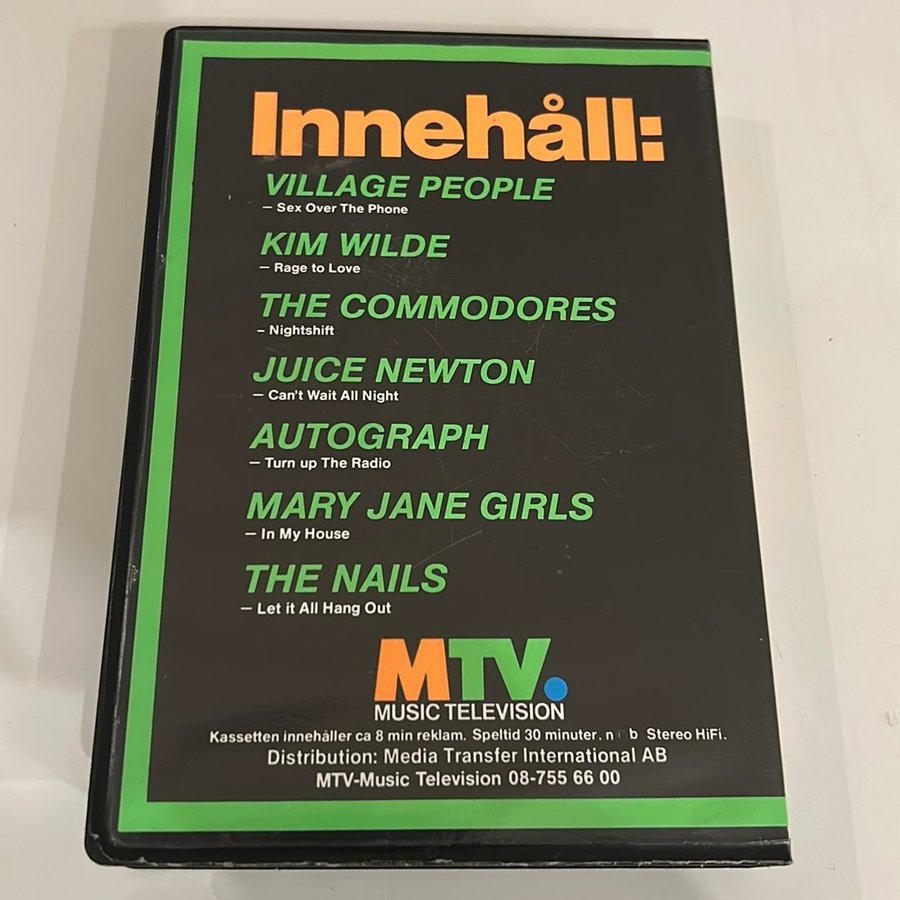 Innehåll:
VILLAGE PEOPLE
– Sex Over The Phone
KIM WILDE
– Rage to Love
THE COMMODORES
– Nightshift
JUICE NEWTON
– Can't Wait All Night
AUTOGRAPH
– Turn up The Radio
MARY JANE GIRLS
– In My House
THE NAILS
– Let it All Hang Out
MTV.
MUSIC TELEVISION
Kassetten innehåller ca 8 min reklam. Speltid 30 minuter. Stereo HiFi.
Distribution: Media Transfer International AB
MTV-Music Television 08-755 66 00